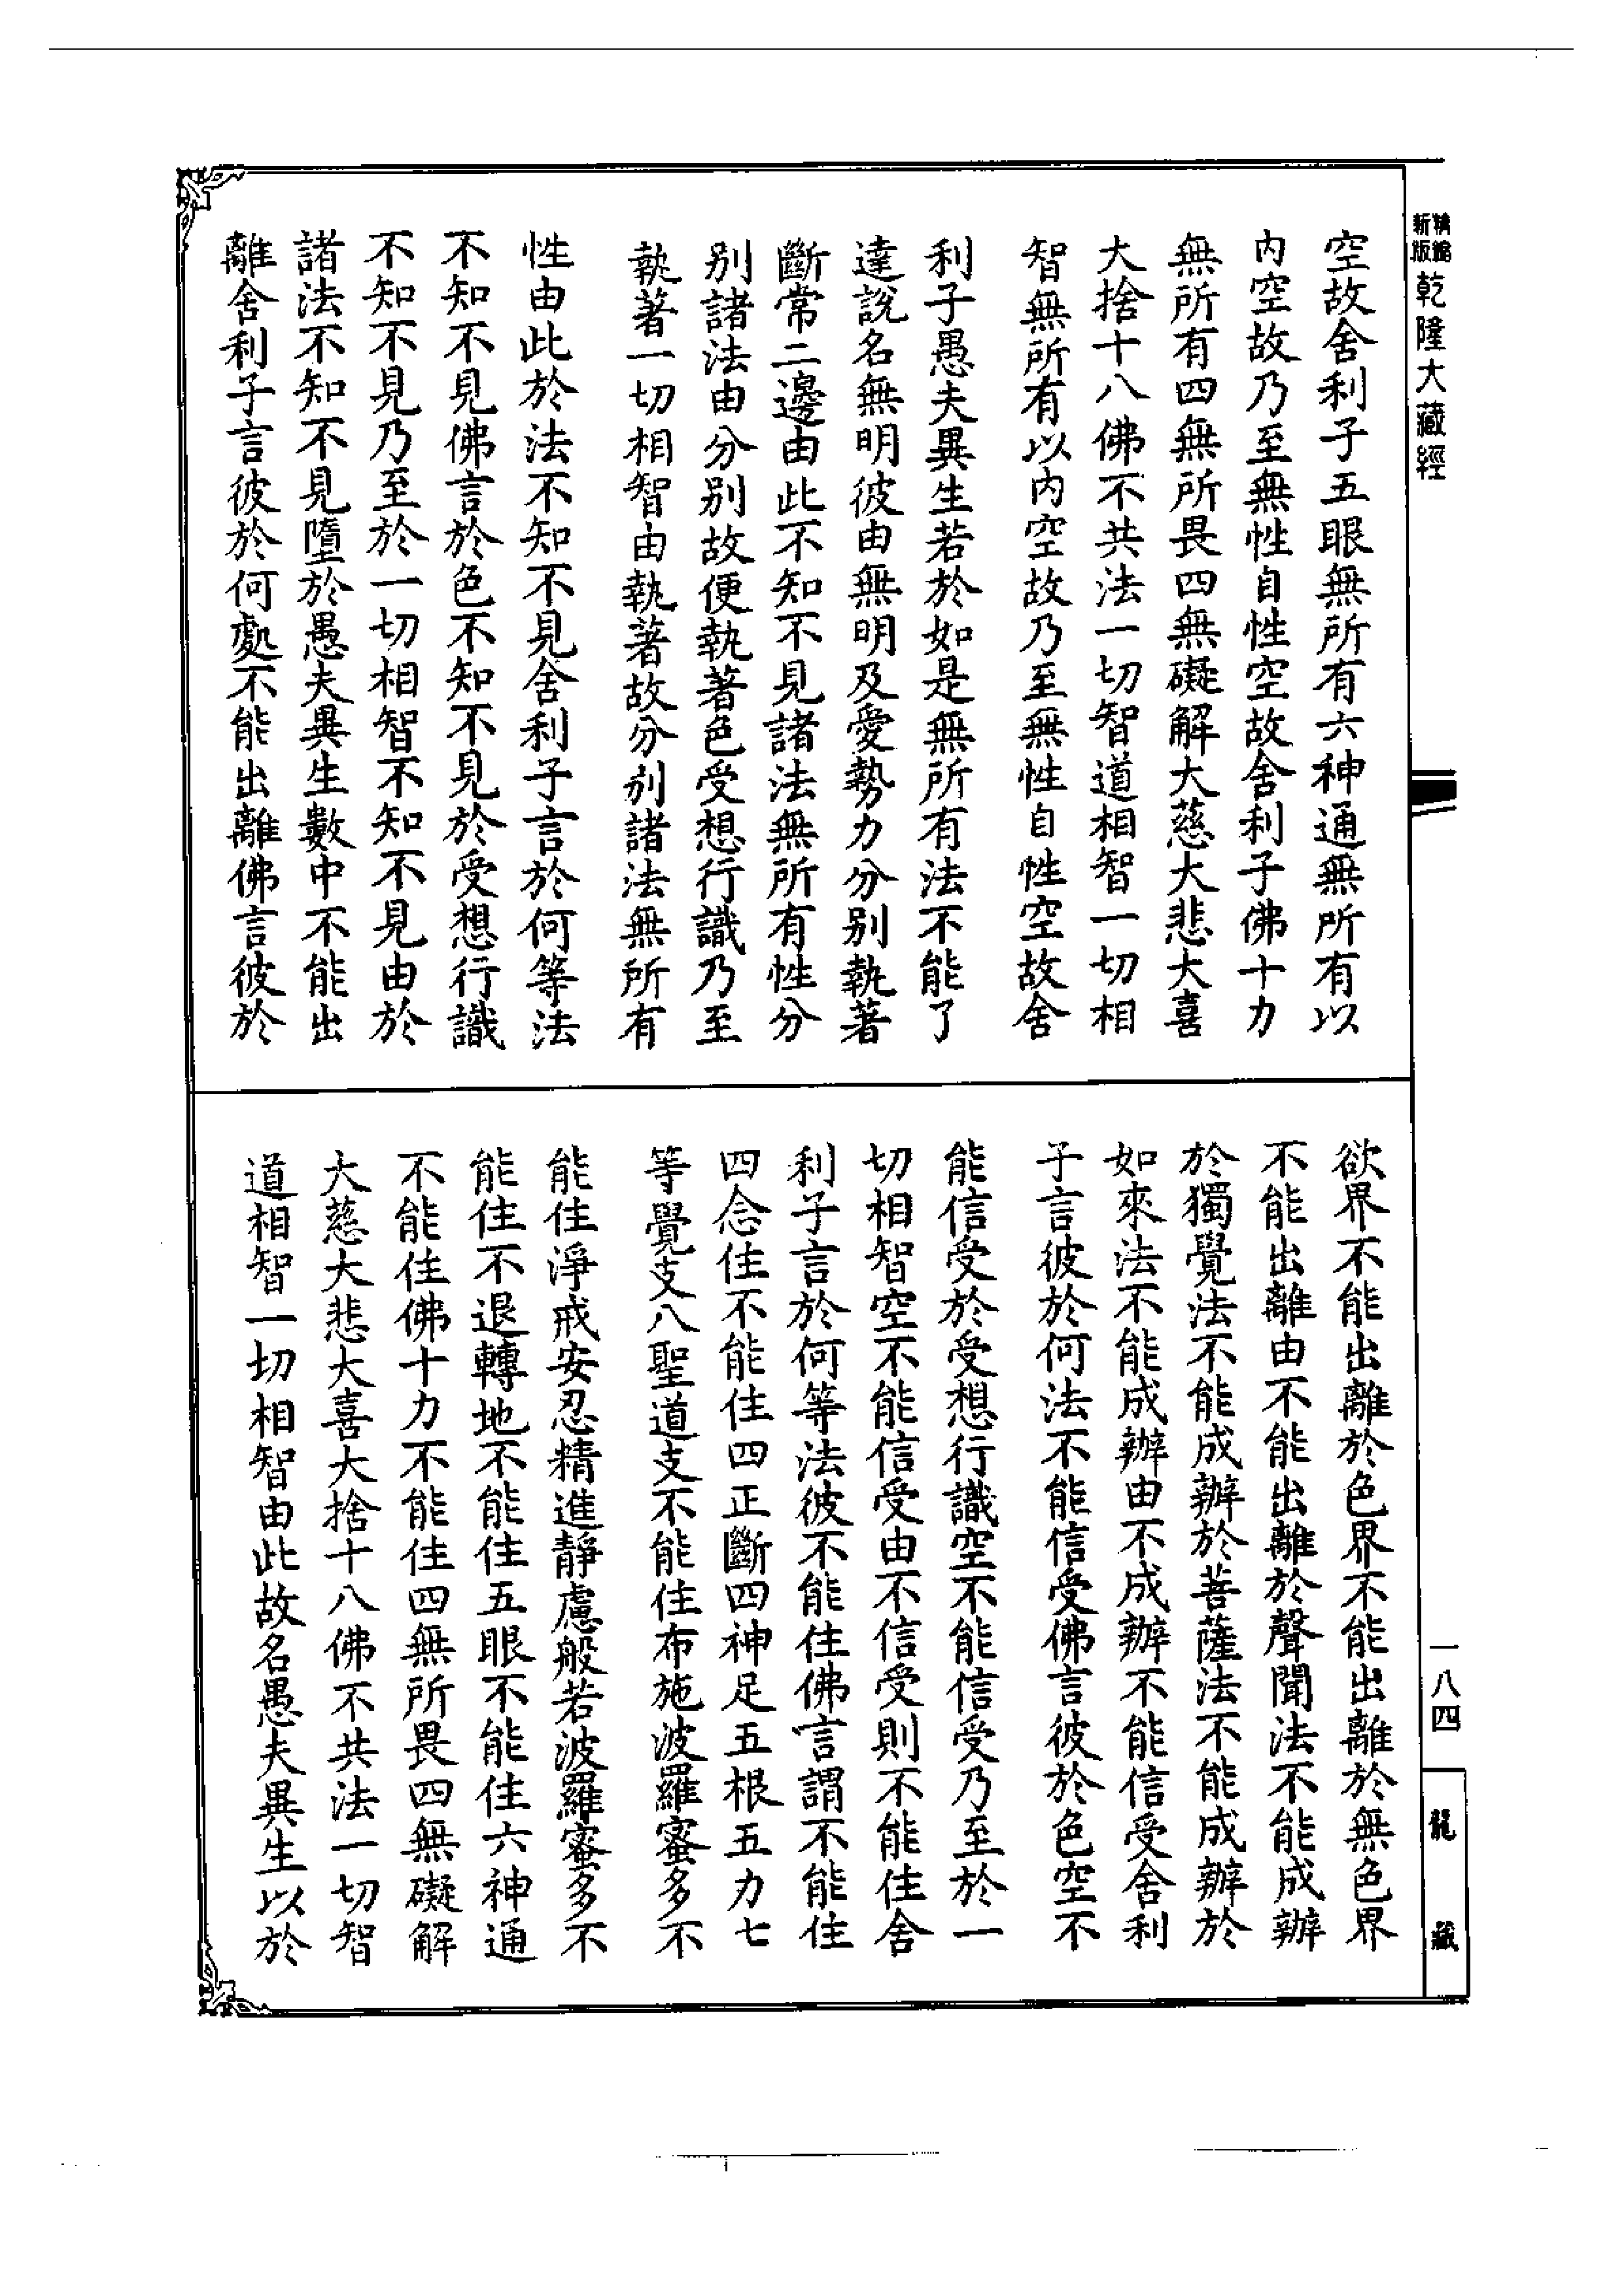 新版精縮乾隆大藏經
空故舍利子五眼無所有六神通無所有以
內空故乃至無性自性空故舍利子佛十力
無所有四無所畏四無礙解大慈大悲大喜
大捨十八佛不共法一切智道相智一切相
智無所有以內空故乃至無性自性空故舍
利子愚夫異生若於如是無所有法不能了
達說名無明彼由無明及愛勢力分別執著
斷常二邊由此不知不見諸法無所有性分
別諸法由分別故便執著色受想行識乃至
執著一切相智由執著故分別諸法無所有
性由此於法不知不見舍利子言於何等法
不知不見佛言於色不知不見於受想行識
不知不見乃至於一切相智不知不見由於
諸法不知不見墮於愚夫異生數中不能出
離舍利子言彼於何處不能出離佛言彼於
欲界不能出離於色界不能出離於無色界
不能出離由不能出離於聲聞法不能成辦
於獨覺法不能成辦於菩薩法不能成辦於
如來法不能成辦由不成辦不能信受舍利
子言彼於何法不能信受佛言彼於色空不
能信受於受想行識空不能信受乃至於一
切相智空不能信受由不信受則不能住舍
利子言於何等法彼不能住佛言謂不能住
四念住不能住四正斷四神足五根五力七
等覺支八聖道支不能住布施波羅蜜多不
能住淨戒安忍精進靜慮般若波羅蜜多不
能住不退轉地不能住五眼不能住六神通
不能住佛十力不能住四無所畏四無礙解
大慈大悲大喜大捨十八佛不共法一切智
道相智一切相智由此故名愚夫異生以於
一八四
龍藏